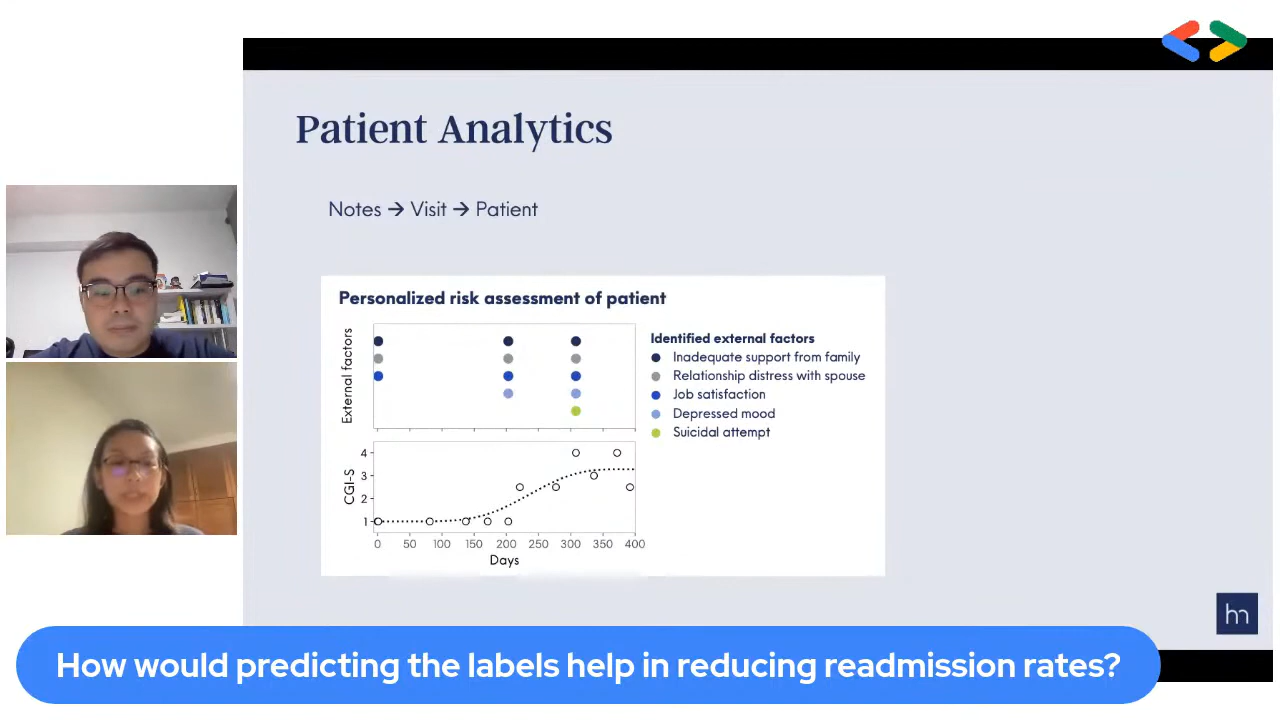 Patient Analytics
Notes → Visit → Patient
Personalized risk assessment of patient
External factors
Identified external factors
Inadequate support from family
Relationship distress with spouse
Job satisfaction
Depressed mood
Suicidal attempt
CGI-S
4
3
2
1
0 50 100 150 200 250 300 350 400
Days
hm
How would predicting the labels help in reducing readmission rates?